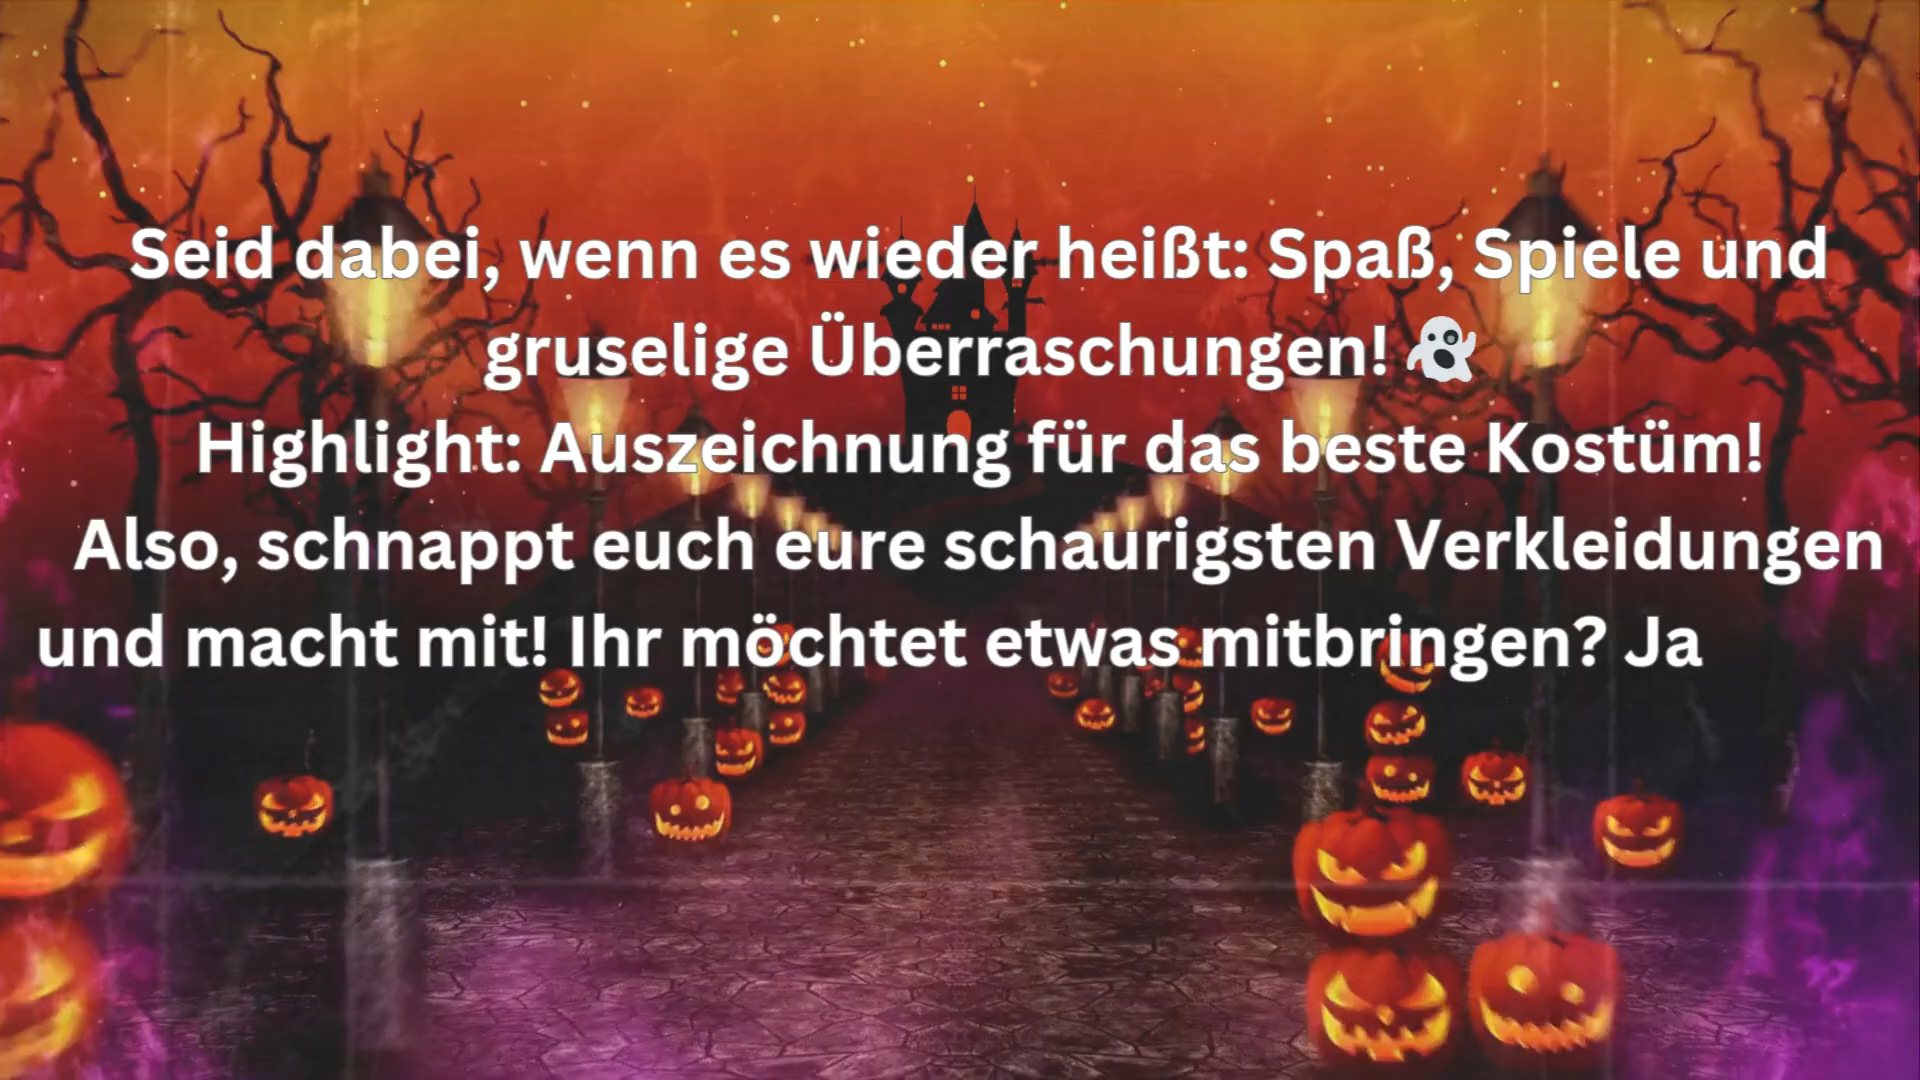 Seid dabei, wenn es wieder heißt: Spaß, Spiele und
gruselige Überraschungen! 👻
Highlight: Auszeichnung für das beste Kostüm!
Also, schnappt euch eure schaurigsten Verkleidungen
und macht mit! Ihr möchtet etwas mitbringen? Ja